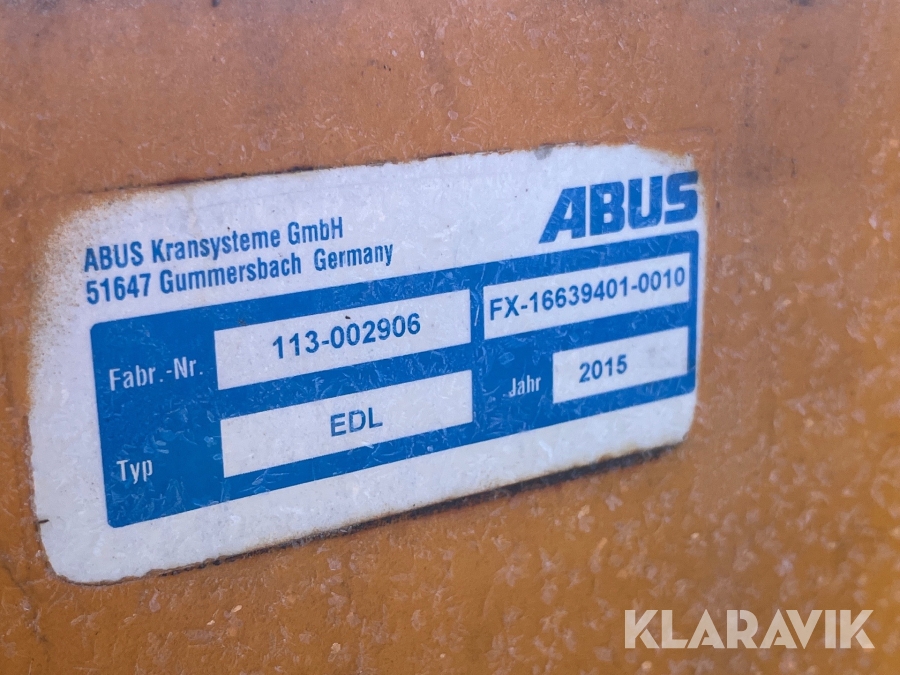 ABUS
ABUS Kransysteme GmbH
51647 Gummersbach Germany
Fabr.-Nr. 113-002906 FX-16639401-0010
Typ EDL Jahr 2015
KLARAVIK